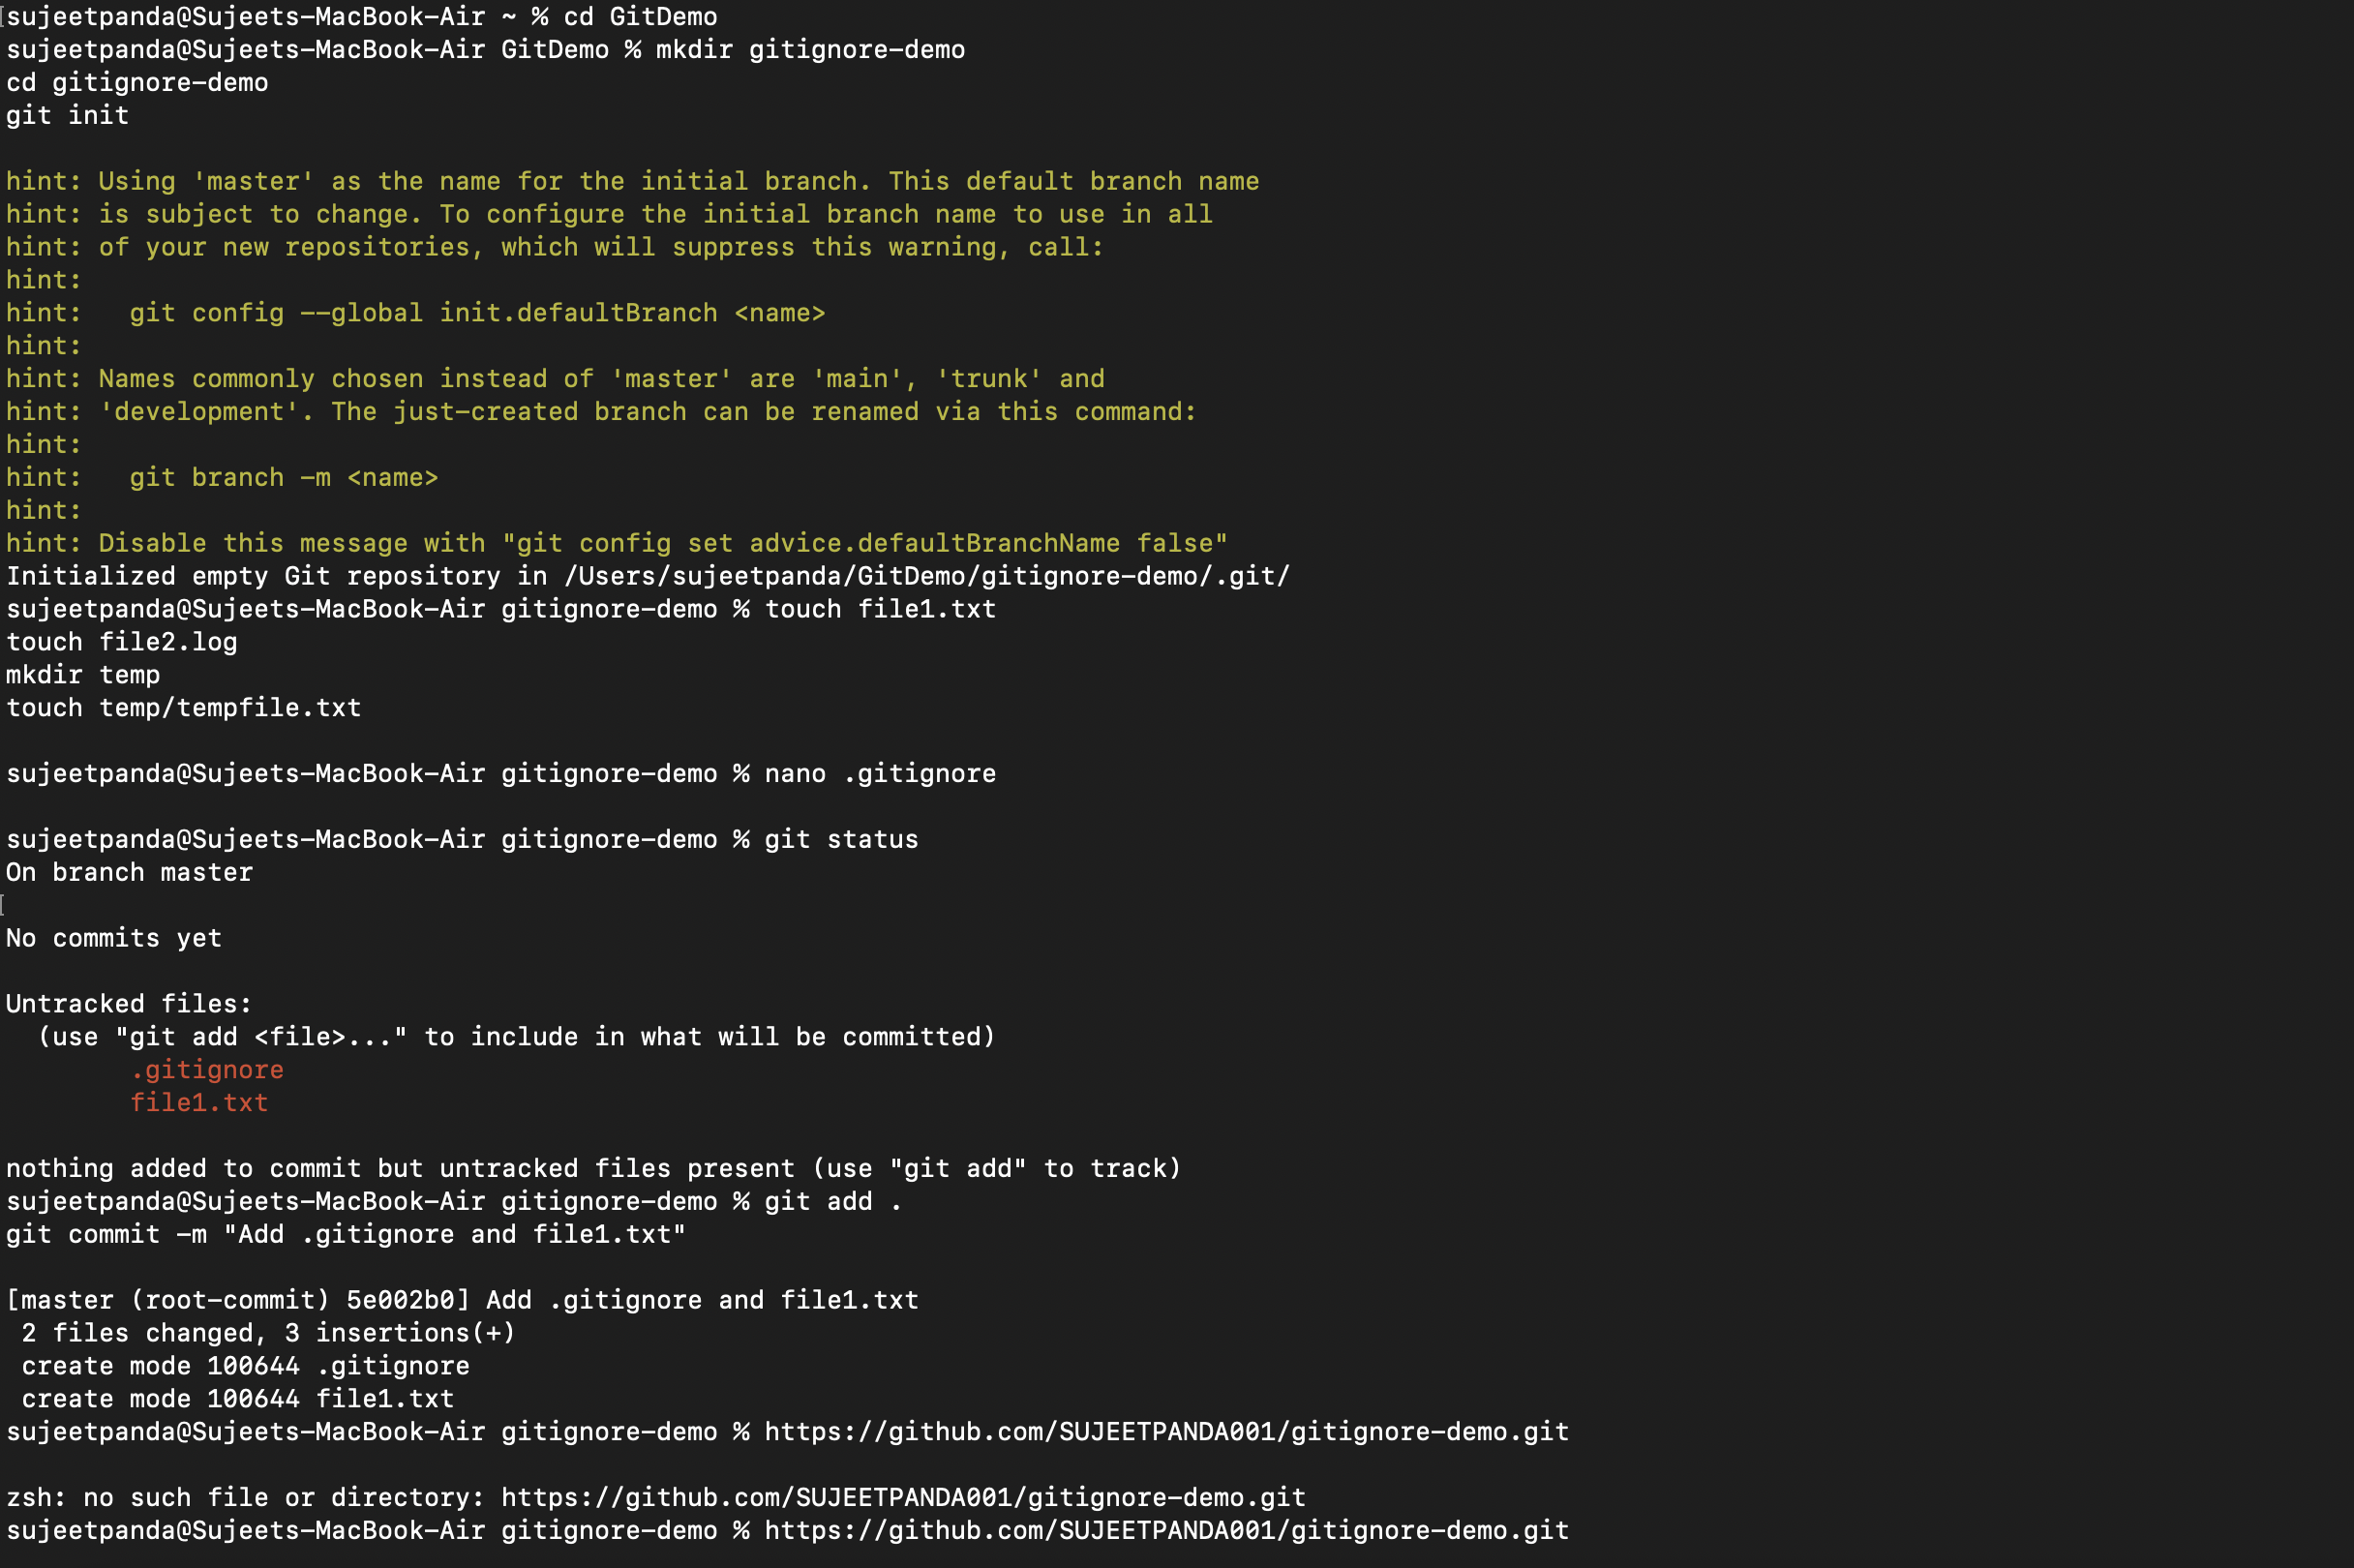 sujeetpanda@Sujeets-MacBook-Air ~ % cd GitDemo
sujeetpanda@Sujeets-MacBook-Air GitDemo % mkdir gitignore-demo
cd gitignore-demo
git init
hint: Using 'master' as the name for the initial branch. This default branch name
hint: is subject to change. To configure the initial branch name to use in all
hint: of your new repositories, which will suppress this warning, call:
hint:
hint:   git config --global init.defaultBranch <name>
hint:
hint: Names commonly chosen instead of 'master' are 'main', 'trunk' and
hint: 'development'. The just-created branch can be renamed via this command:
hint:
hint:   git branch -m <name>
hint:
hint: Disable this message with "git config set advice.defaultBranchName false"
Initialized empty Git repository in /Users/sujeetpanda/GitDemo/gitignore-demo/.git/
sujeetpanda@Sujeets-MacBook-Air gitignore-demo % touch file1.txt
touch file2.log
mkdir temp
touch temp/tempfile.txt
sujeetpanda@Sujeets-MacBook-Air gitignore-demo % nano .gitignore
sujeetpanda@Sujeets-MacBook-Air gitignore-demo % git status
On branch master
No commits yet
Untracked files:
  (use "git add <file>..." to include in what will be committed)
        .gitignore
        file1.txt
nothing added to commit but untracked files present (use "git add" to track)
sujeetpanda@Sujeets-MacBook-Air gitignore-demo % git add .
git commit -m "Add .gitignore and file1.txt"
[master (root-commit) 5e002b0] Add .gitignore and file1.txt
 2 files changed, 3 insertions(+)
 create mode 100644 .gitignore
 create mode 100644 file1.txt
sujeetpanda@Sujeets-MacBook-Air gitignore-demo % https://github.com/SUJEETPANDA001/gitignore-demo.git
zsh: no such file or directory: https://github.com/SUJEETPANDA001/gitignore-demo.git
sujeetpanda@Sujeets-MacBook-Air gitignore-demo % https://github.com/SUJEETPANDA001/gitignore-demo.git